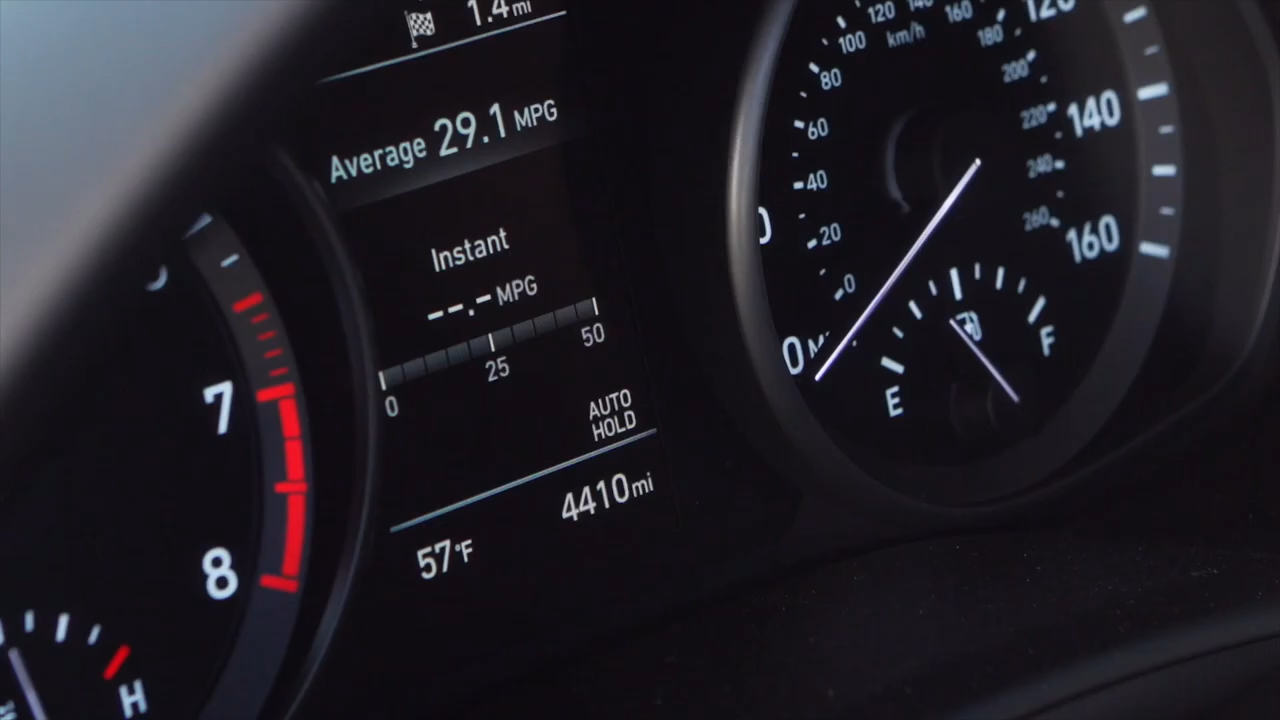 1.4 mi
Average 29.1 MPG
Instant
--.- MPG
0 25 50
AUTO
HOLD
4410 mi
57°F
7
8
H
120
140
160
km/h
0
20
40
60
80
100
120
140
160
180
200
220
240
260
0
E
F